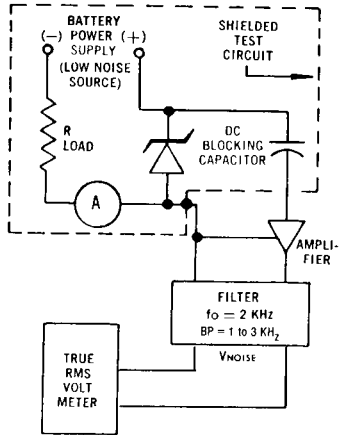 BATTERY
(-) POWER (+)
SUPPLY
(LOW NOISE
SOURCE)
SHIELDED
TEST
CIRCUIT
R
LOAD
DC
BLOCKING
CAPACITOR
A
AMPLI-
FIER
FILTER
fo = 2 KHz
BP = 1 to 3 KHz
VNOISE
TRUE
RMS
VOLT
METER